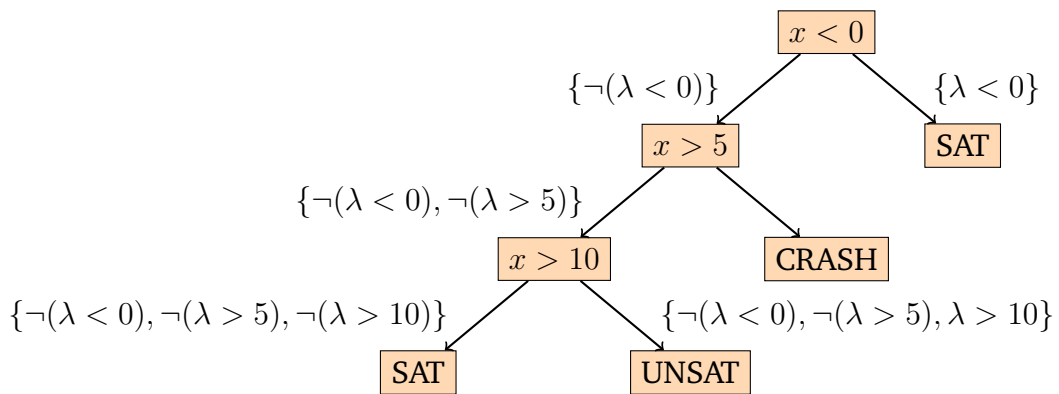 x < 0
{¬(λ < 0)}
{λ < 0}
x > 5
SAT
{¬(λ < 0), ¬(λ > 5)}
x > 10
CRASH
{¬(λ < 0), ¬(λ > 5), ¬(λ > 10)}
{¬(λ < 0), ¬(λ > 5), λ > 10}
SAT
UNSAT